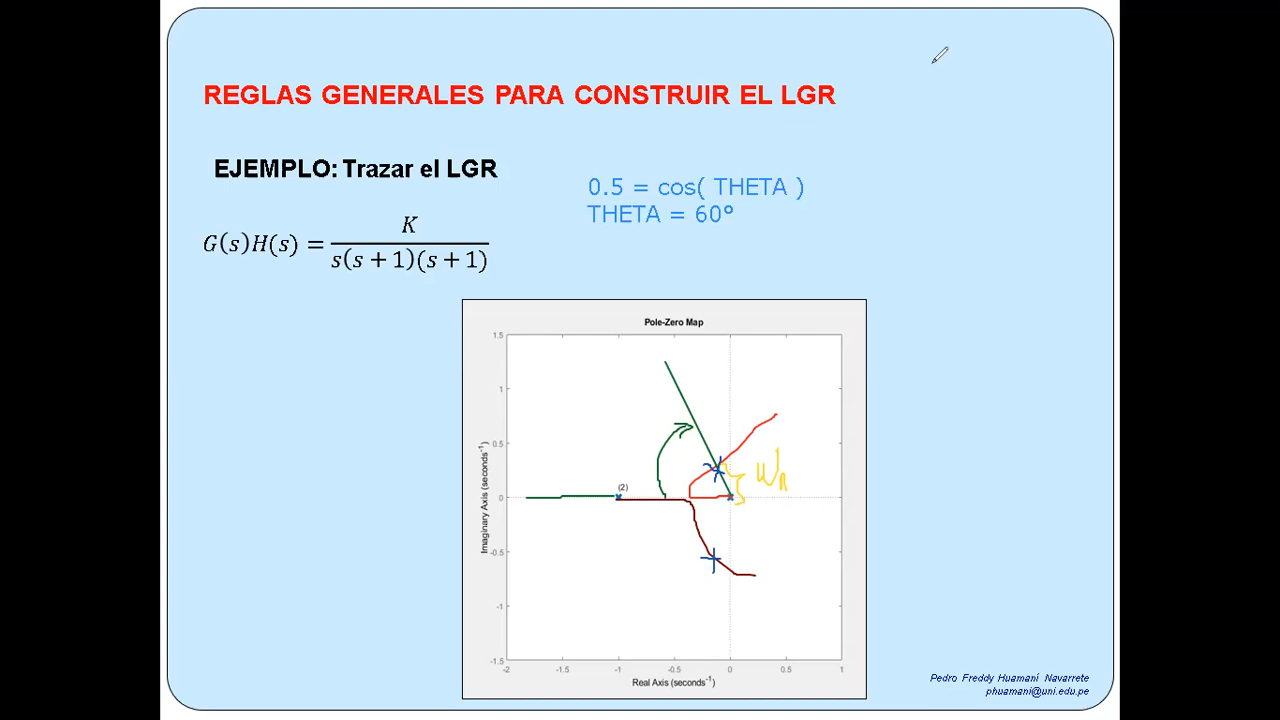 REGLAS GENERALES PARA CONSTRUIR EL LGR
EJEMPLO: Trazar el LGR
0.5 = cos( THETA )
THETA = 60°
G(s)H(s) = K / s(s + 1)(s + 1)
Pole-Zero Map
1.5
1
0.5
0
-0.5
-1
-1.5
Imaginary Axis (seconds⁻¹)
(2)
Wn
-2 -1.5 -1 -0.5 0 0.5 1
Real Axis (seconds⁻¹)
Pedro Freddy Huamaní Navarrete
phuamani@uni.edu.pe